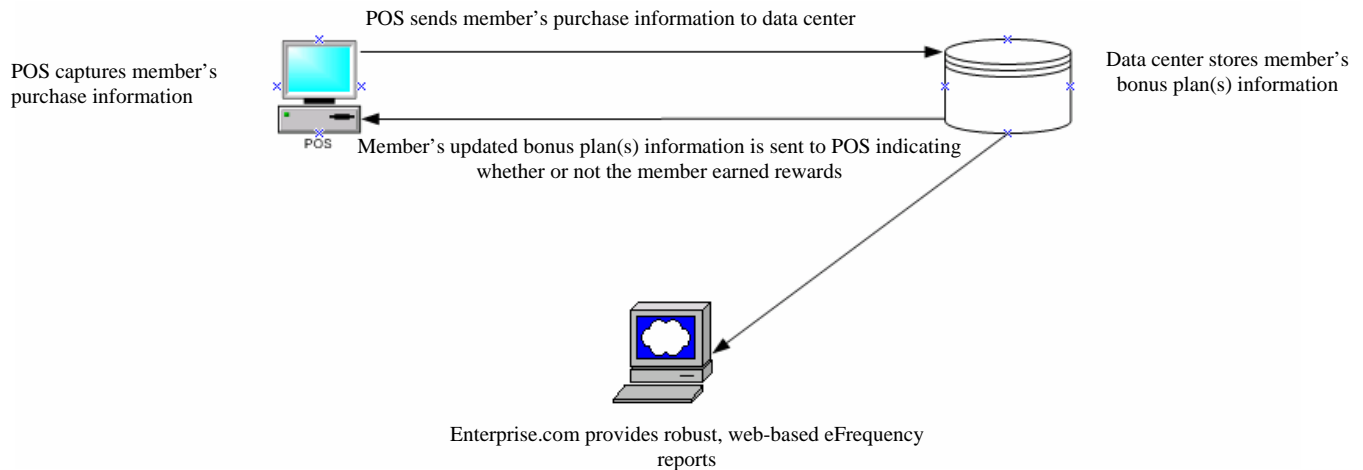 POS sends member's purchase information to data center
POS captures member's
purchase information
Data center stores member's
bonus plan(s) information
POS
Member's updated bonus plan(s) information is sent to POS indicating
whether or not the member earned rewards
Enterprise.com provides robust, web-based eFrequency
reports